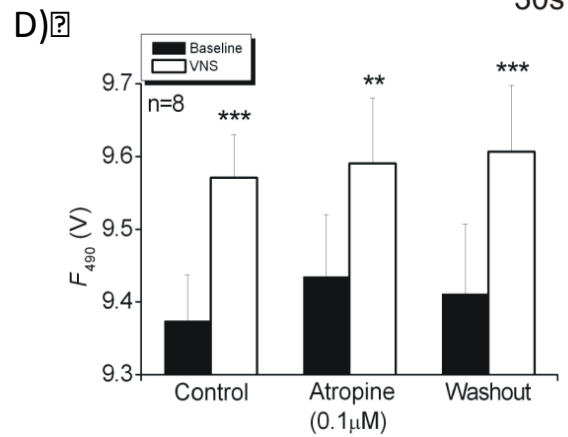 30s
D)⍰
Baseline
VNS
n=8
***
**
***
9.7
9.6
9.5
9.4
9.3
F490 (V)
Control
Atropine
(0.1μM)
Washout